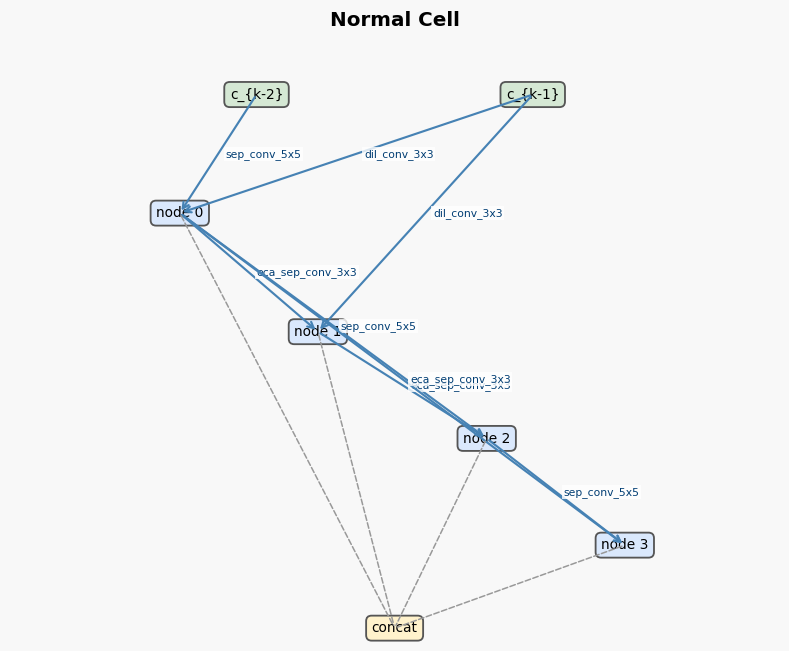 Normal Cell
c_{k-2}
c_{k-1}
sep_conv_5x5
dil_conv_3x3
node 0
dil_conv_3x3
eca_sep_conv_3x3
sep_conv_5x5
node 1
eca_sep_conv_3x3
eca_sep_conv_3x3
node 2
sep_conv_5x5
node 3
concat